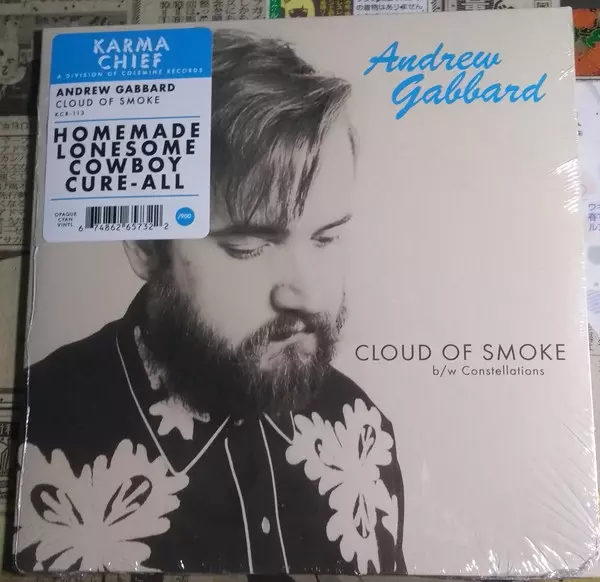 KARMA
CHIEF
A DIVISION OF COLEMINE RECORDS
ANDREW GABBARD
CLOUD OF SMOKE
KCR-113
HOMEMADE
LONESOME
COWBOY
CURE-ALL
OPAQUE
CYAN
VINYL
6 74862 65732 2
/900
Andrew
Gabbard
CLOUD OF SMOKE
b/w Constellations